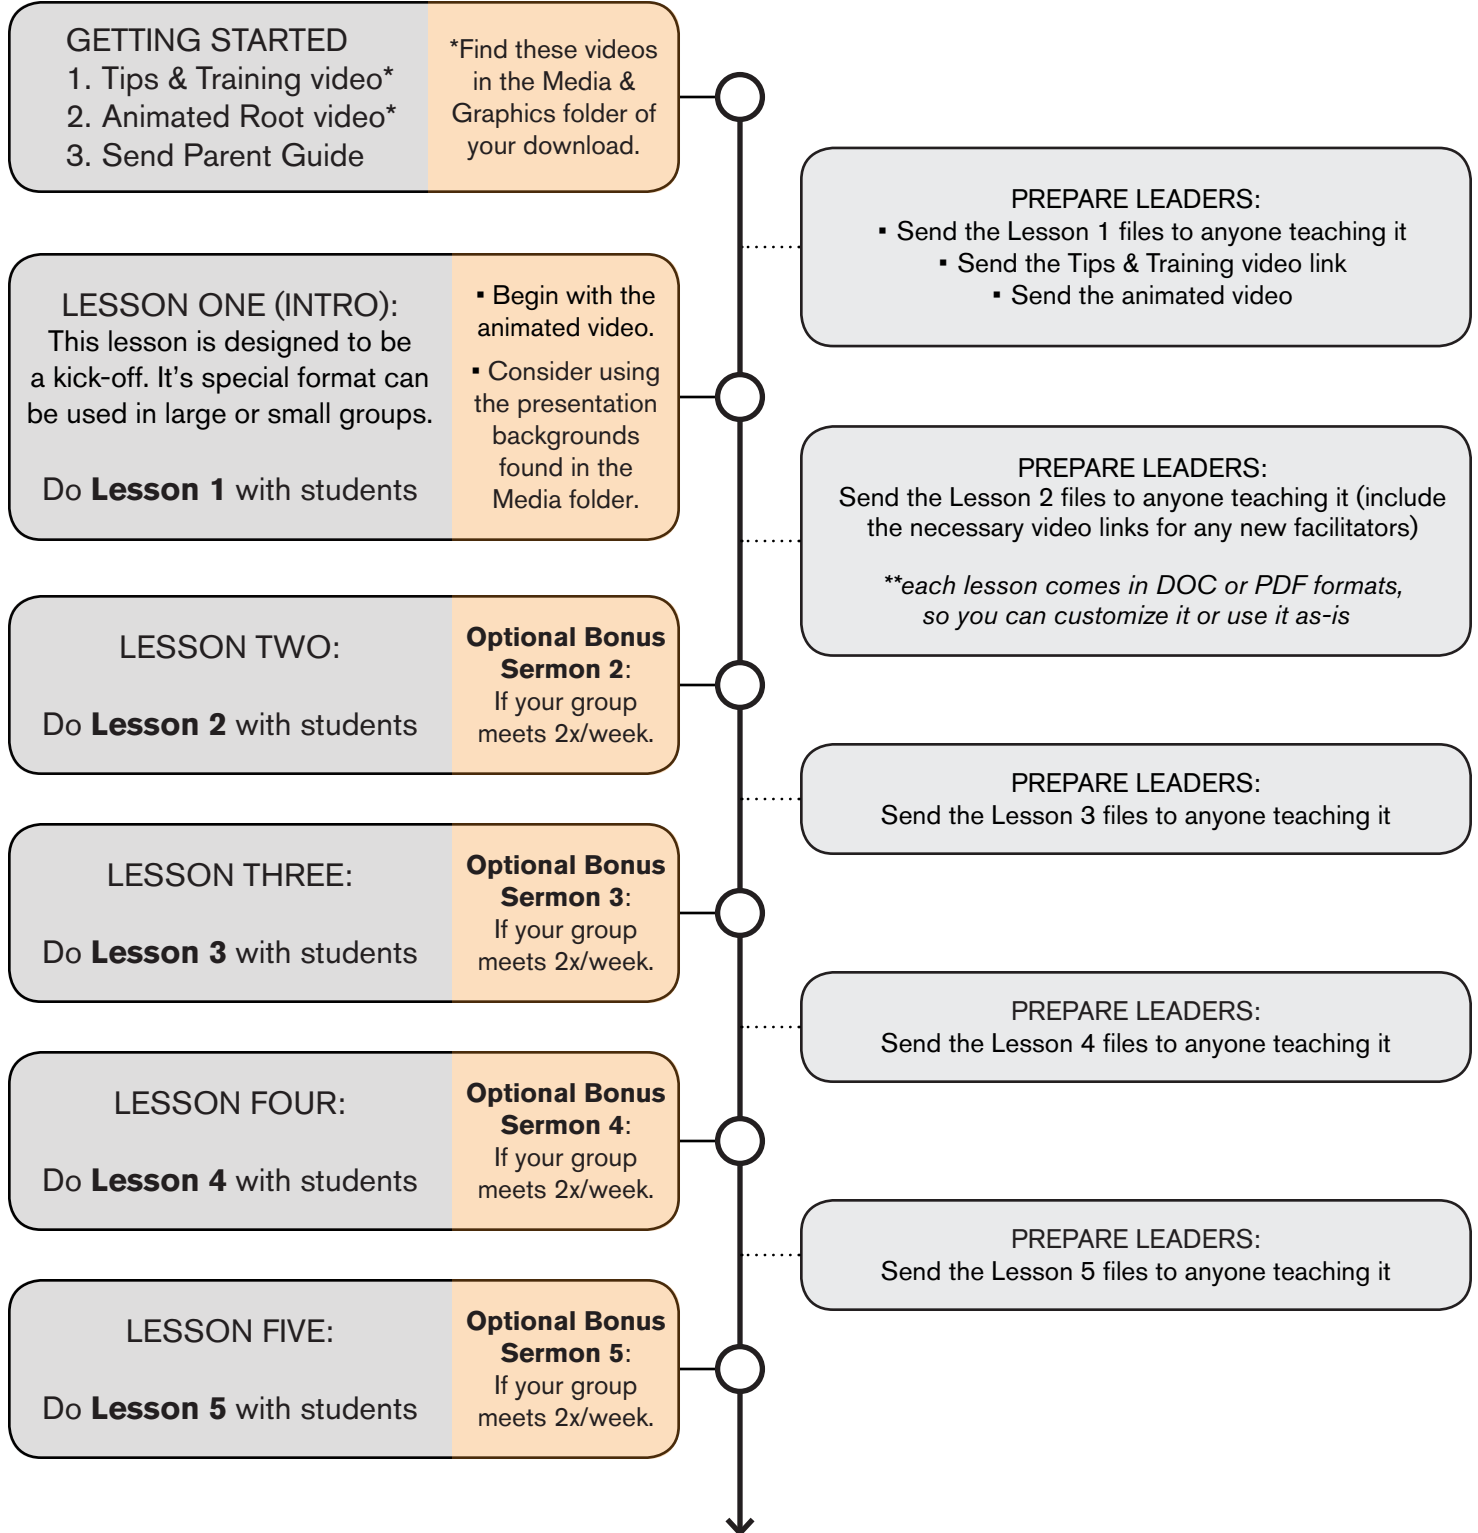 GETTING STARTED
1. Tips & Training video*
2. Animated Root video*
3. Send Parent Guide
*Find these videos
in the Media &
Graphics folder of
your download.
PREPARE LEADERS:
▪ Send the Lesson 1 files to anyone teaching it
▪ Send the Tips & Training video link
▪ Send the animated video
LESSON ONE (INTRO):
This lesson is designed to be
a kick-off. It's special format can
be used in large or small groups.
Do Lesson 1 with students
▪ Begin with the
animated video.
▪ Consider using
the presentation
backgrounds
found in the
Media folder.
PREPARE LEADERS:
Send the Lesson 2 files to anyone teaching it (include
the necessary video links for any new facilitators)
**each lesson comes in DOC or PDF formats,
so you can customize it or use it as-is
LESSON TWO:
Do Lesson 2 with students
Optional Bonus
Sermon 2:
If your group
meets 2x/week.
PREPARE LEADERS:
Send the Lesson 3 files to anyone teaching it
LESSON THREE:
Do Lesson 3 with students
Optional Bonus
Sermon 3:
If your group
meets 2x/week.
PREPARE LEADERS:
Send the Lesson 4 files to anyone teaching it
LESSON FOUR:
Do Lesson 4 with students
Optional Bonus
Sermon 4:
If your group
meets 2x/week.
PREPARE LEADERS:
Send the Lesson 5 files to anyone teaching it
LESSON FIVE:
Do Lesson 5 with students
Optional Bonus
Sermon 5:
If your group
meets 2x/week.